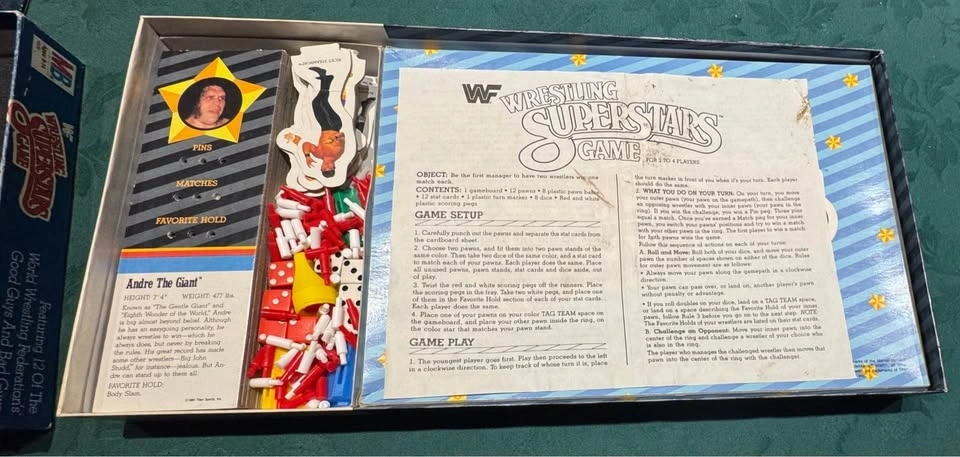 MB
WF
WRESTLING
SUPERSTARS
GAME
Featuring 12 Of The
World Wrestling Federation's
Good Guys And Bad Guys
PINS
MATCHES
FAVORITE HOLD
Andre The Giant
HEIGHT: 7' 4" WEIGHT: 477 lbs.
Known as "The Gentle Giant" and
"Eighth Wonder of the World," Andre
is big almost beyond belief. Although
he has an easygoing personality, he
always wrestles to win—which he
always does, but never by breaking
the rules. His great record has made
some other wrestlers—Big John
Studd, for instance—jealous. But An-
dre can stand up to them all.
FAVORITE HOLD:
Body Slam.
WF WRESTLING
SUPERSTARS™
GAME FOR 2 TO 4 PLAYERS
OBJECT: Be the first manager to have two wrestlers win one
match each.
CONTENTS: 1 gameboard • 12 pawns • 8 plastic pawn bases
• 12 stat cards • 1 plastic turn marker • 8 dice • Red and white
plastic scoring pegs
GAME SETUP
1. Carefully punch out the pawns and separate the stat cards from
the cardboard sheet.
2. Choose two pawns, and fit them into two pawn stands of the
same color. Then take two dice of the same color, and a stat card
to match each of your pawns. Each player does the same. Place
all unused pawns, pawn stands, stat cards and dice aside, out
of play.
3. Twist the red and white scoring pegs off the runners. Place
the scoring pegs in the tray. Take two white pegs, and place one
of them in the Favorite Hold section of each of your stat cards.
Each player does the same.
4. Place one of your pawns on your color TAG TEAM space on
the gameboard, and place your other pawn inside the ring, on
the color star that matches your pawn stand.
GAME PLAY
1. The youngest player goes first. Play then proceeds to the left
in a clockwise direction. To keep track of whose turn it is, place
the turn marker in front of you when it's your turn. Each player
should do the same.
2. WHAT YOU DO ON YOUR TURN: On your turn, you move
your outer pawn (your pawn on the gamepath), then challenge
an opposing wrestler with your inner pawn (your pawn in the
ring). If you win the challenge, you win a Pin peg. Three pins
equal a match. Once you've earned a Match peg for your inner
pawn, you switch your pawns' positions and try to win a match
with your other pawn in the ring. The first player to win a match
for both pawns wins the game.
Follow this sequence of actions on each of your turns:
A. Roll and Move: Roll both of your dice, and move your outer
pawn the number of spaces shown on either of the dice. Rules
for outer pawn movement are as follows:
• Always move your pawn along the gamepath in a clockwise
direction.
• Your pawn can pass over, or land on, another player's pawn
without penalty or advantage.
• If you roll doubles on your dice, land on a TAG TEAM space,
or land on a space describing the Favorite Hold of your inner
pawn, follow Rule 3 before you go on to the next step. NOTE:
The Favorite Holds of your wrestlers are listed on their stat cards.
B. Challenge an Opponent: Move your inner pawn into the
center of the ring and challenge a wrestler of your choice who
is also in the ring.
The player who manages the challenged wrestler then moves that
pawn into the center of the ring with the challenger.